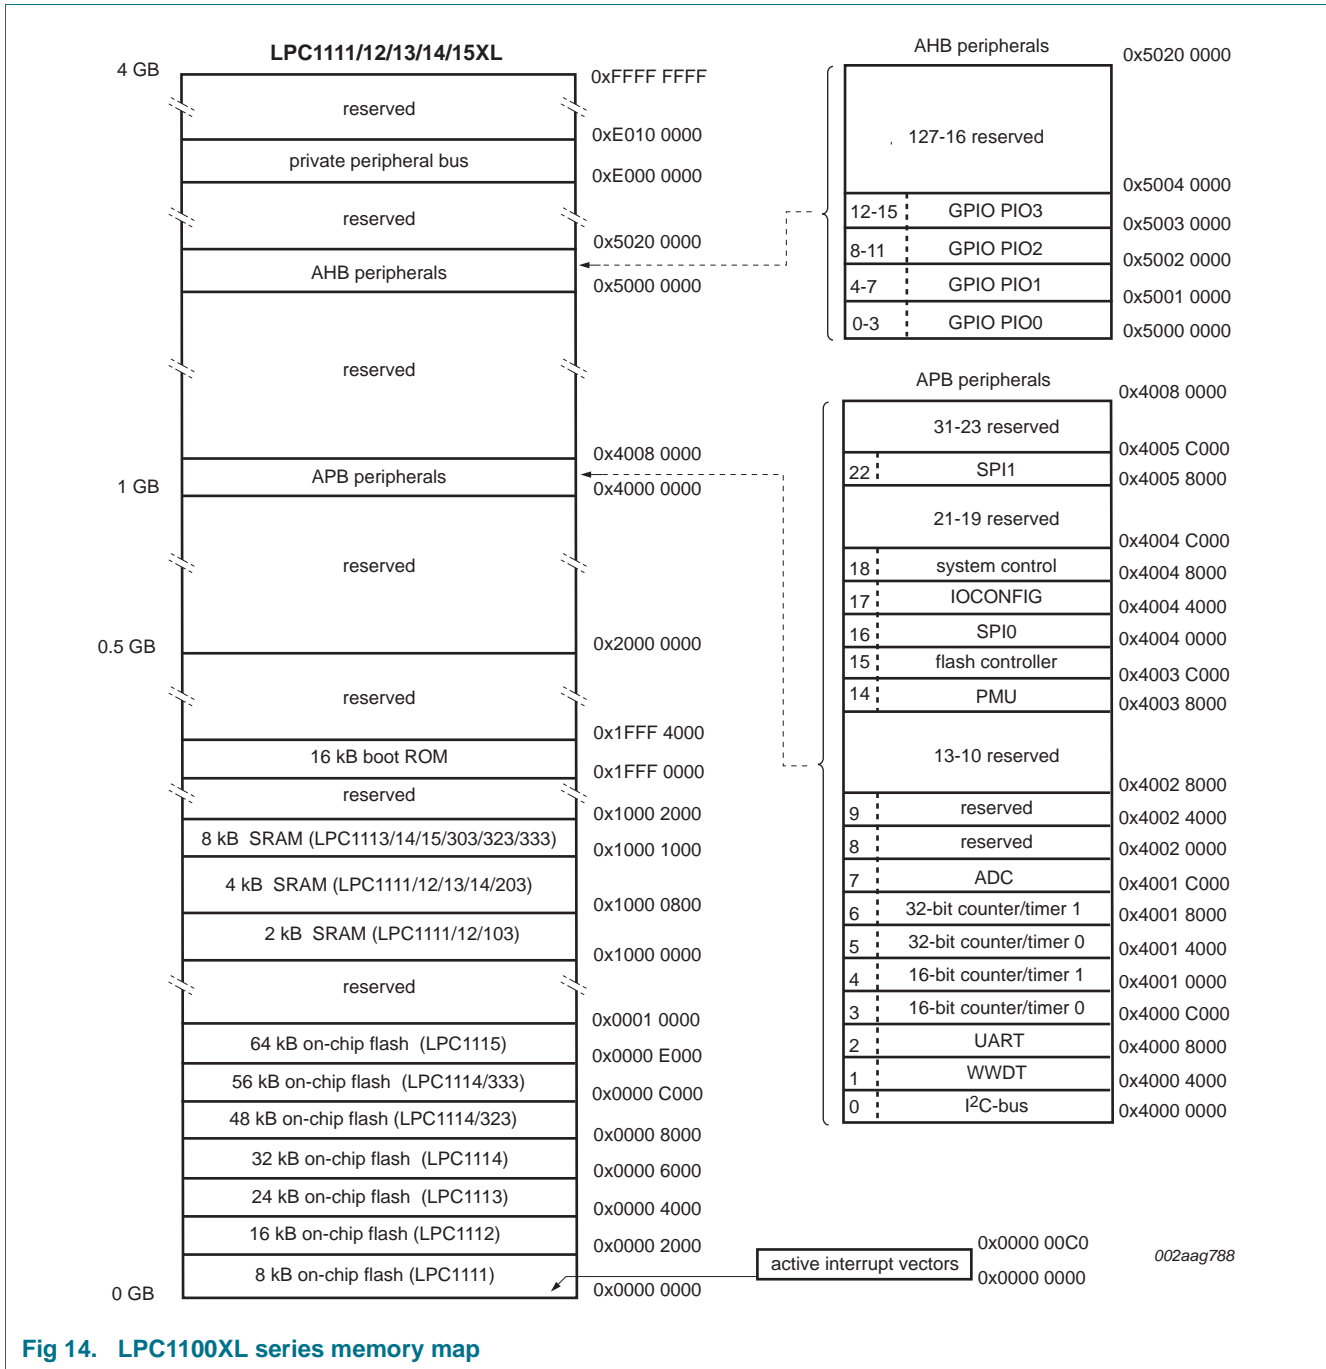 LPC1111/12/13/14/15XL
4 GB
0xFFFF FFFF
reserved
0xE010 0000
private peripheral bus
0xE000 0000
reserved
0x5020 0000
AHB peripherals
0x5000 0000
reserved
0x4008 0000
APB peripherals
1 GB
0x4000 0000
reserved
0.5 GB
0x2000 0000
reserved
0x1FFF 4000
16 kB boot ROM
0x1FFF 0000
reserved
0x1000 2000
8 kB SRAM (LPC1113/14/15/303/323/333)
0x1000 1000
4 kB SRAM (LPC1111/12/13/14/203)
0x1000 0800
2 kB SRAM (LPC1111/12/103)
0x1000 0000
reserved
0x0001 0000
64 kB on-chip flash (LPC1115)
0x0000 E000
56 kB on-chip flash (LPC1114/333)
0x0000 C000
48 kB on-chip flash (LPC1114/323)
0x0000 8000
32 kB on-chip flash (LPC1114)
0x0000 6000
24 kB on-chip flash (LPC1113)
0x0000 4000
16 kB on-chip flash (LPC1112)
0x0000 2000
8 kB on-chip flash (LPC1111)
0 GB
0x0000 0000
AHB peripherals
0x5020 0000
127-16 reserved
0x5004 0000
12-15 GPIO PIO3
0x5003 0000
8-11 GPIO PIO2
0x5002 0000
4-7 GPIO PIO1
0x5001 0000
0-3 GPIO PIO0
0x5000 0000
APB peripherals
0x4008 0000
31-23 reserved
0x4005 C000
22 SPI1
0x4005 8000
21-19 reserved
0x4004 C000
18 system control
0x4004 8000
17 IOCONFIG
0x4004 4000
16 SPI0
0x4004 0000
15 flash controller
0x4003 C000
14 PMU
0x4003 8000
13-10 reserved
0x4002 8000
9 reserved
0x4002 4000
8 reserved
0x4002 0000
7 ADC
0x4001 C000
6 32-bit counter/timer 1
0x4001 8000
5 32-bit counter/timer 0
0x4001 4000
4 16-bit counter/timer 1
0x4001 0000
3 16-bit counter/timer 0
0x4000 C000
2 UART
0x4000 8000
1 WWDT
0x4000 4000
0 I2C-bus
0x4000 0000
0x0000 00C0
active interrupt vectors
0x0000 0000
002aag788
Fig 14. LPC1100XL series memory map